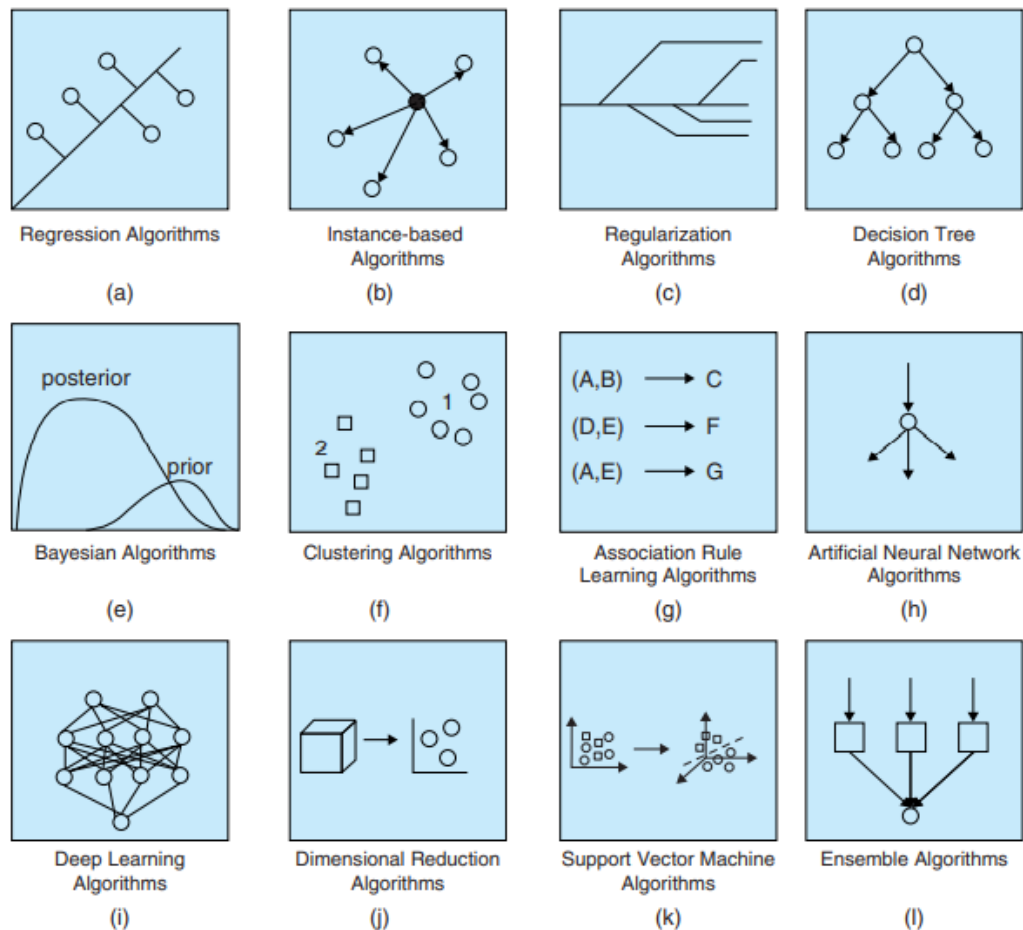 Regression Algorithms
(a)
Instance-based
Algorithms
(b)
Regularization
Algorithms
(c)
Decision Tree
Algorithms
(d)
posterior
prior
Bayesian Algorithms
(e)
1
2
Clustering Algorithms
(f)
(A,B) → C
(D,E) → F
(A,E) → G
Association Rule
Learning Algorithms
(g)
Artificial Neural Network
Algorithms
(h)
Deep Learning
Algorithms
(i)
Dimensional Reduction
Algorithms
(j)
Support Vector Machine
Algorithms
(k)
Ensemble Algorithms
(l)